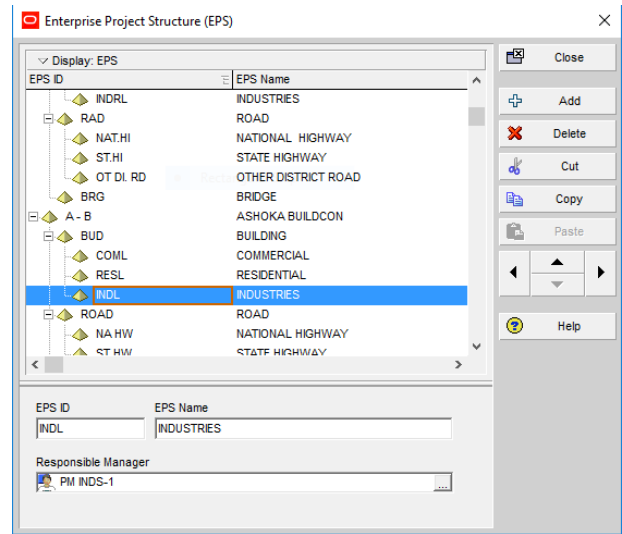 Enterprise Project Structure (EPS)
Display: EPS
EPS ID EPS Name
INDRL INDUSTRIES
RAD ROAD
NAT.HI NATIONAL HIGHWAY
ST.HI STATE HIGHWAY
OT DI. RD OTHER DISTRICT ROAD
BRG BRIDGE
A - B ASHOKA BUILDCON
BUD BUILDING
COML COMMERCIAL
RESL RESIDENTIAL
INDL INDUSTRIES
ROAD ROAD
NA HW NATIONAL HIGHWAY
ST HW STATE HIGHWAY
EPS ID EPS Name
INDL INDUSTRIES
Responsible Manager
PM INDS-1
...
Close
Add
Delete
Cut
Copy
Paste
Help